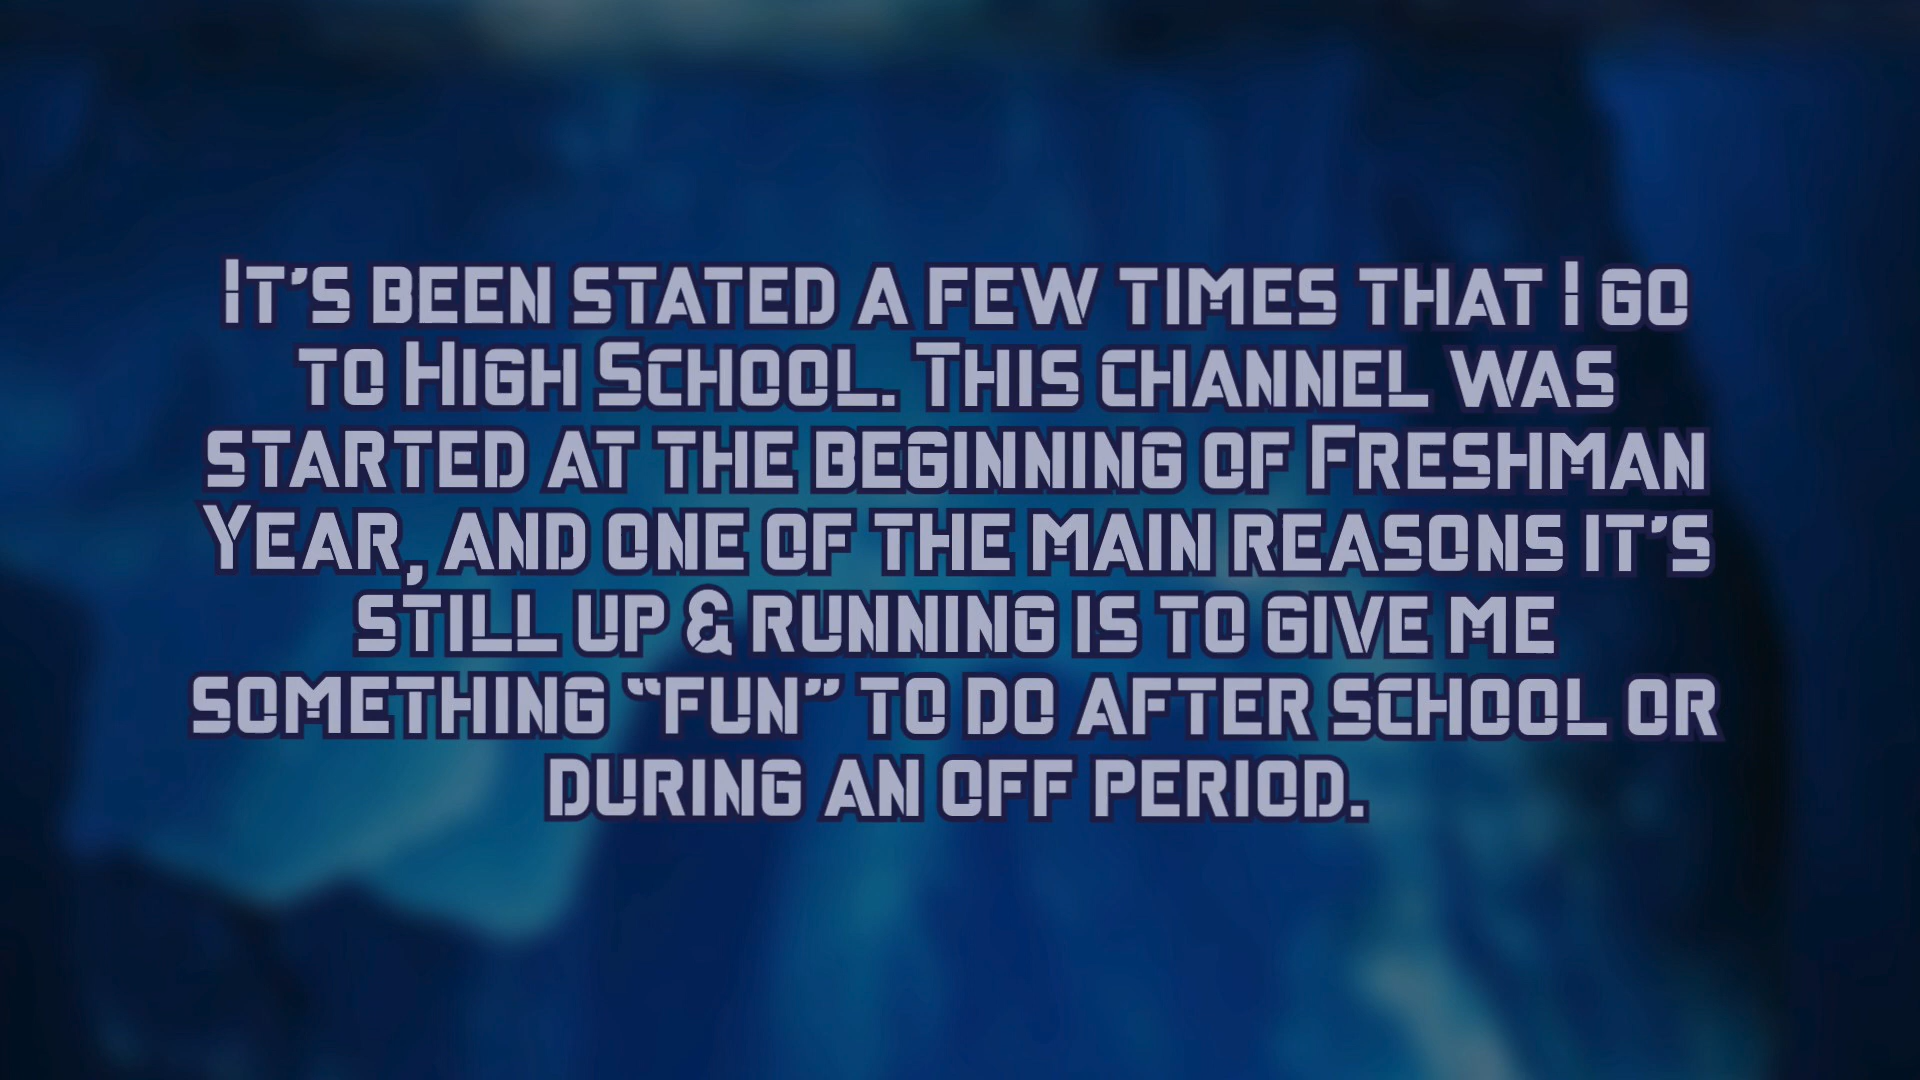 It's been stated a few times that I go
to High School. This channel was
started at the beginning of Freshman
Year, and one of the main reasons it's
still up & running is to give me
something “fun” to do after school or
during an off period.